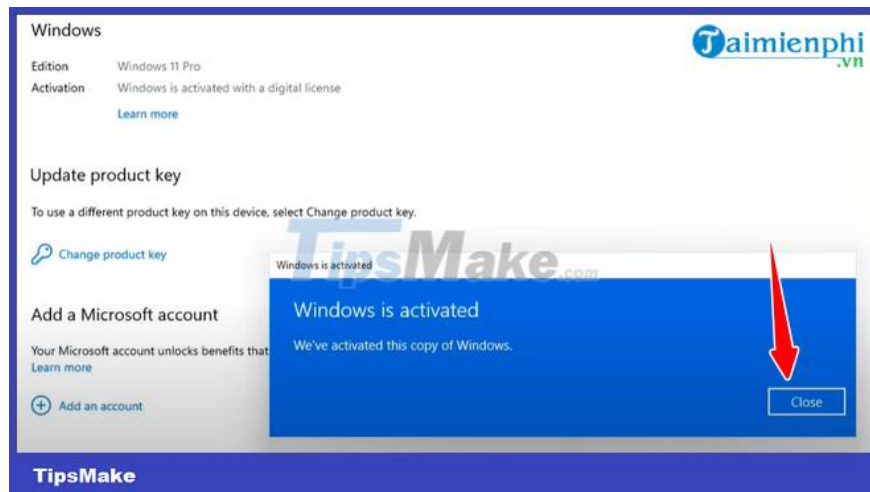 Windows
Taimienphi
.vn
Edition Windows 11 Pro
Activation Windows is activated with a digital license
Learn more
Update product key
To use a different product key on this device, select Change product key.
Change product key
TipsMake.com
Windows is activated
Windows is activated
We've activated this copy of Windows.
Close
Add a Microsoft account
Your Microsoft account unlocks benefits that
Learn more
Add an account
TipsMake